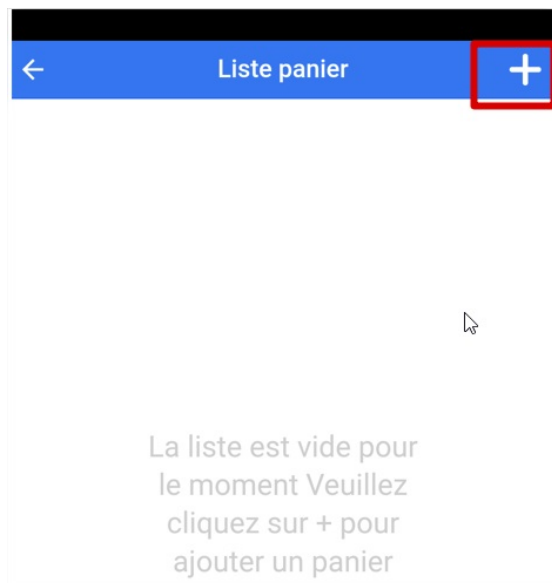 Liste panier
La liste est vide pour
le moment Veuillez
cliquez sur + pour
ajouter un panier